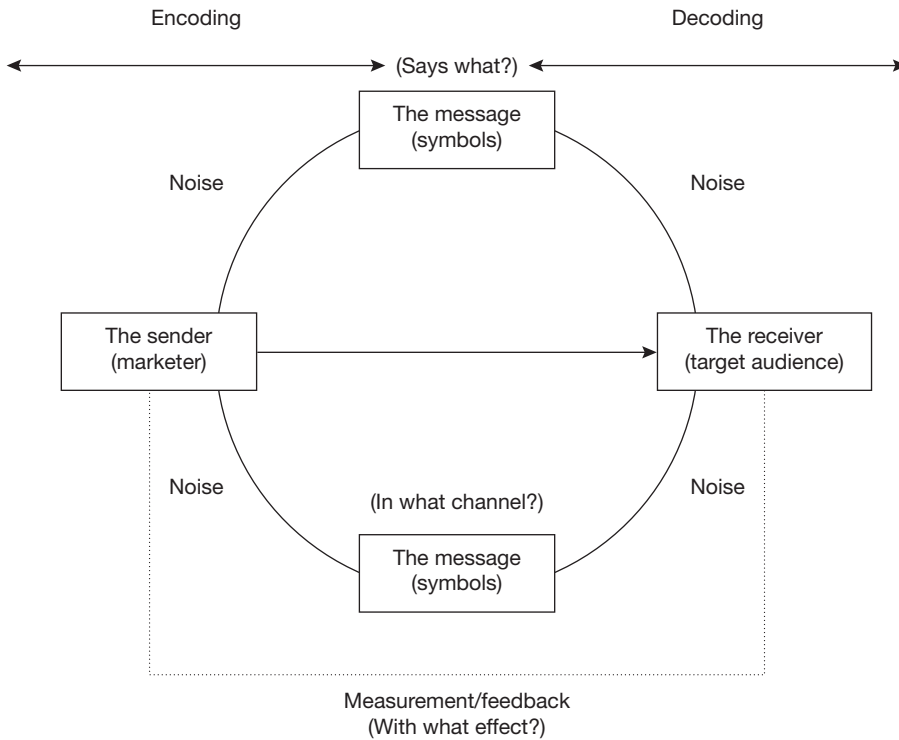 Encoding
Decoding
(Says what?)
The message
(symbols)
Noise
Noise
The sender
(marketer)
The receiver
(target audience)
Noise
Noise
(In what channel?)
The message
(symbols)
Measurement/feedback
(With what effect?)